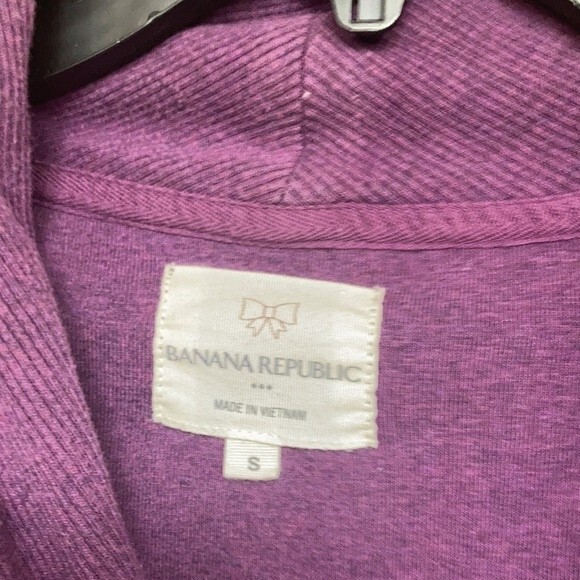 BANANA REPUBLIC
***
MADE IN VIETNAM
S